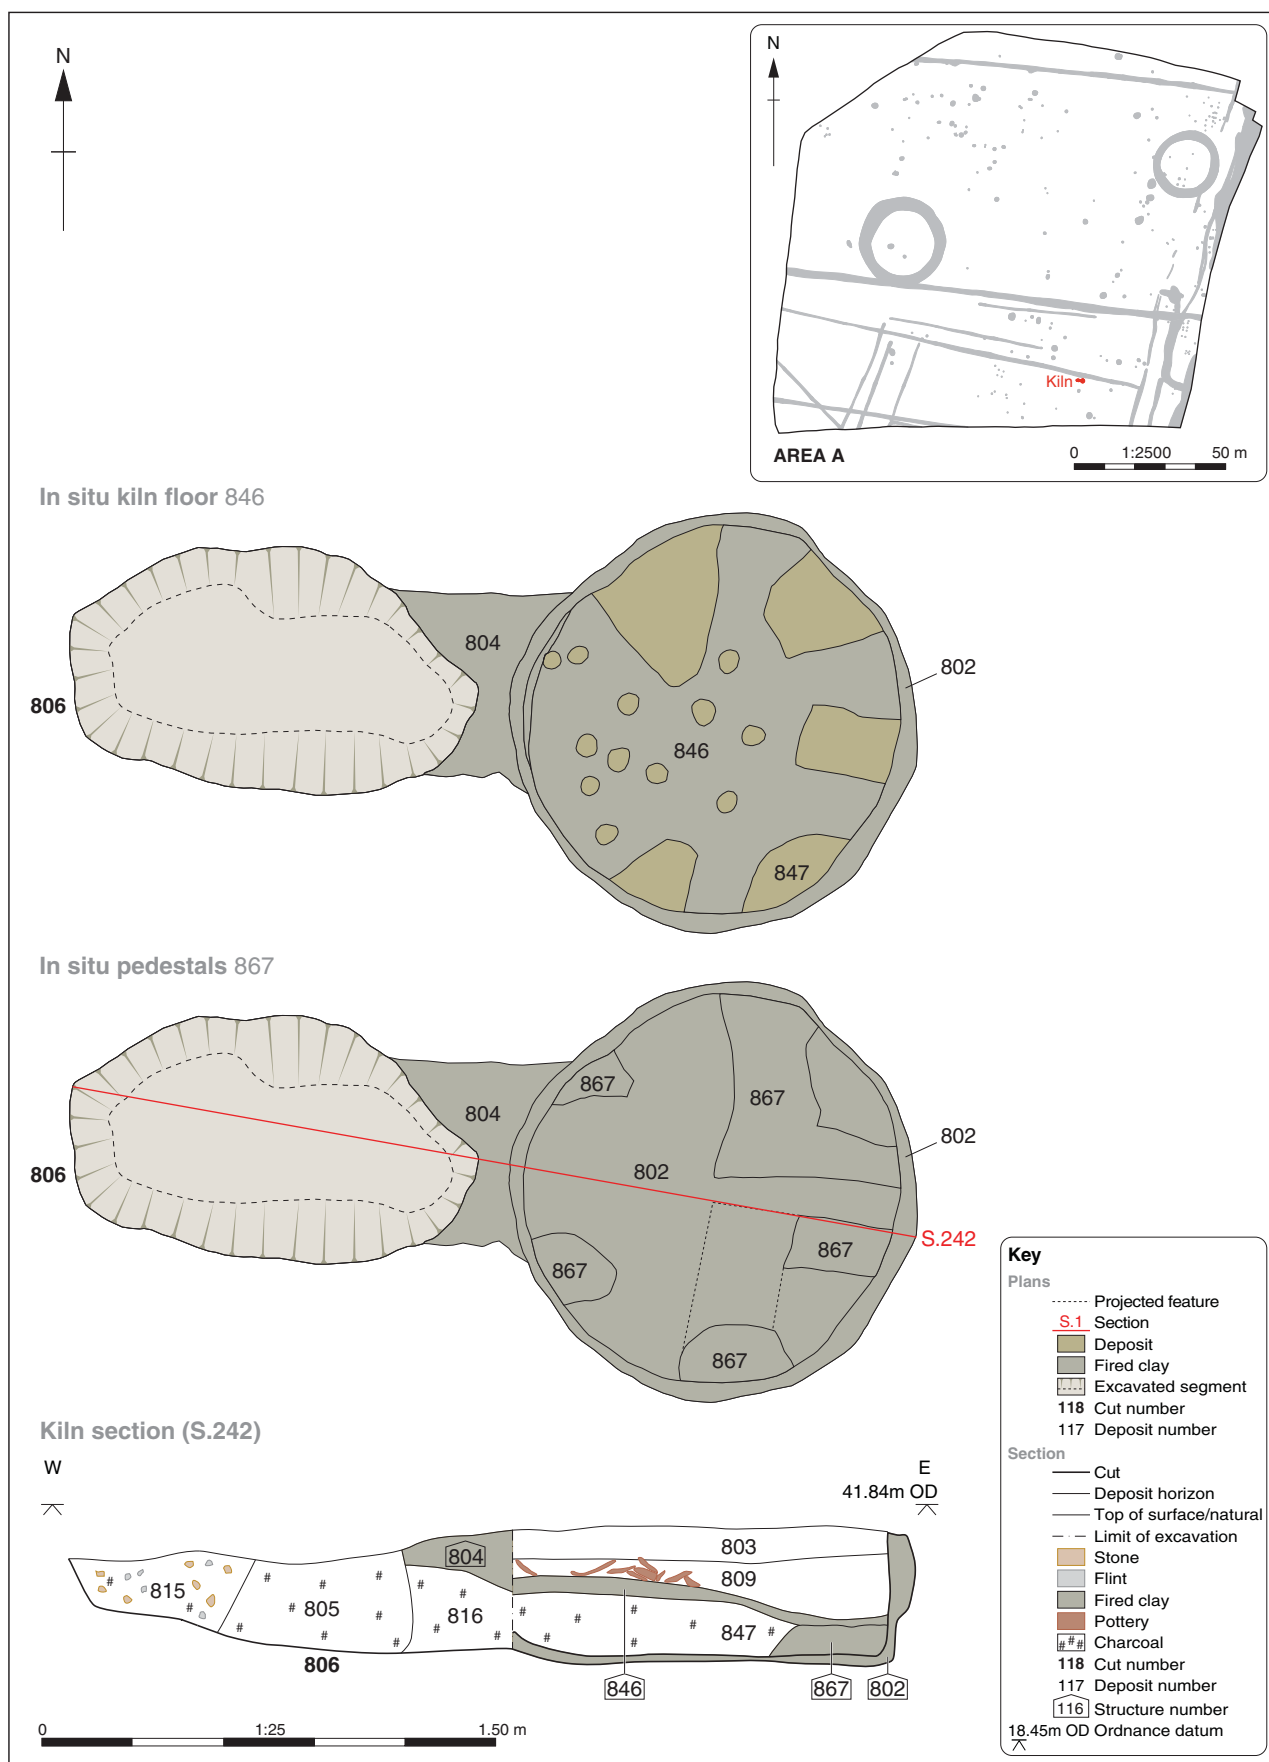 N
N
Kiln
AREA A
0 1:2500 50 m
In situ kiln floor 846
804
802
806
846
847
In situ pedestals 867
867
867
804
802
802
806
S.242
867
867
867
Kiln section (S.242)
W
E
41.84m OD
803
804
809
815
805
816
847
806
846
867
802
0 1:25 1.50 m
Key
Plans
Projected feature
S.1 Section
Deposit
Fired clay
Excavated segment
118 Cut number
117 Deposit number
Section
Cut
Deposit horizon
Top of surface/natural
Limit of excavation
Stone
Flint
Fired clay
Pottery
# # # Charcoal
118 Cut number
117 Deposit number
116 Structure number
18.45m OD Ordnance datum